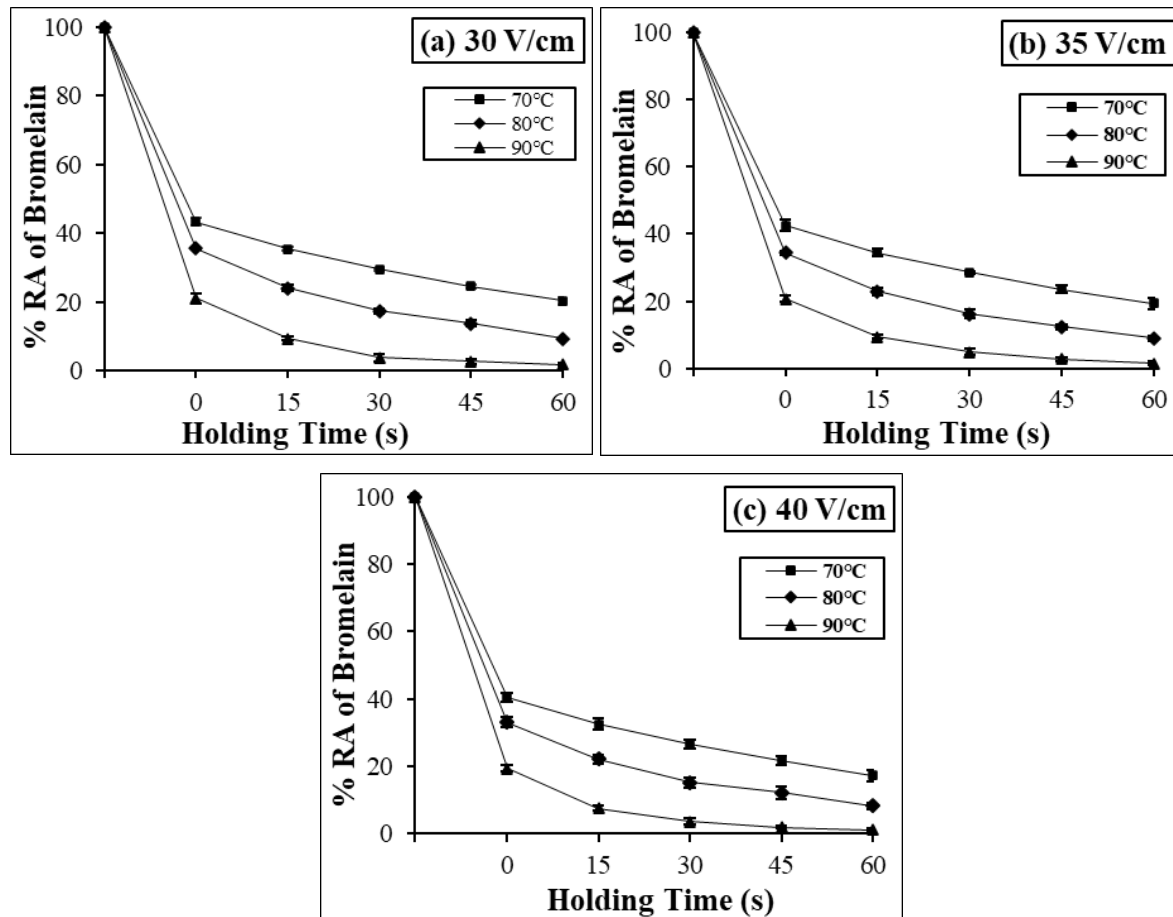 (a) 30 V/cm
% RA of Bromelain
100
80
60
40
20
0
70°C
80°C
90°C
0 15 30 45 60
Holding Time (s)
(b) 35 V/cm
% RA of Bromelain
100
80
60
40
20
0
70°C
80°C
90°C
0 15 30 45 60
Holding Time (s)
(c) 40 V/cm
% RA of Bromelain
100
80
60
40
20
0
70°C
80°C
90°C
0 15 30 45 60
Holding Time (s)